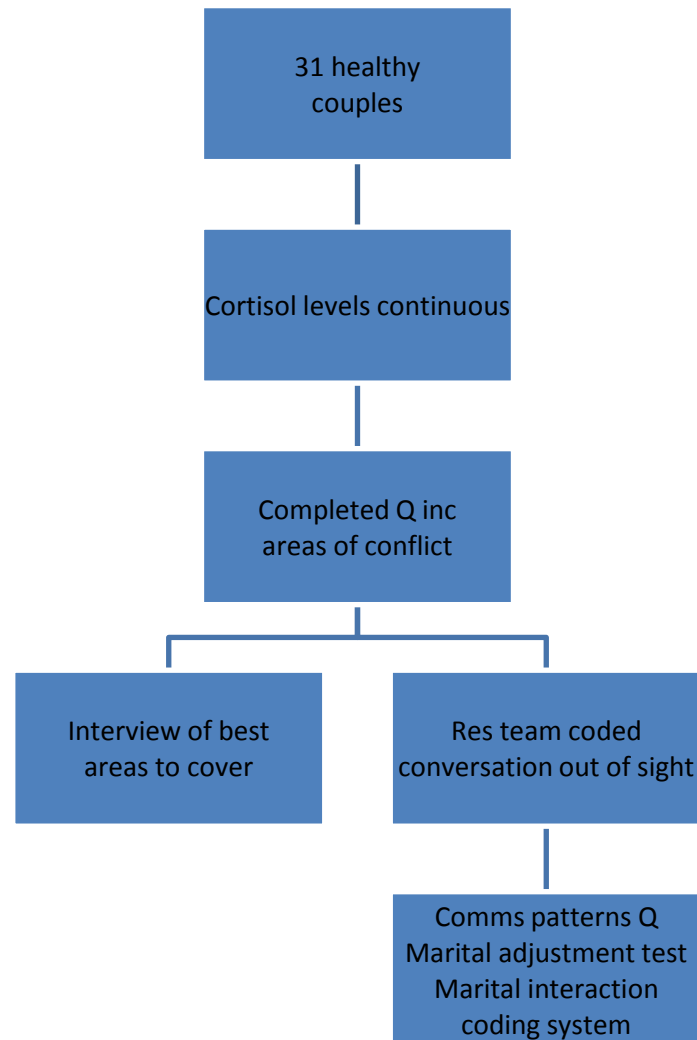 31 healthy
couples
Cortisol levels continuous
Completed Q inc
areas of conflict
Interview of best
areas to cover
Res team coded
conversation out of sight
Comms patterns Q
Marital adjustment test
Marital interaction
coding system